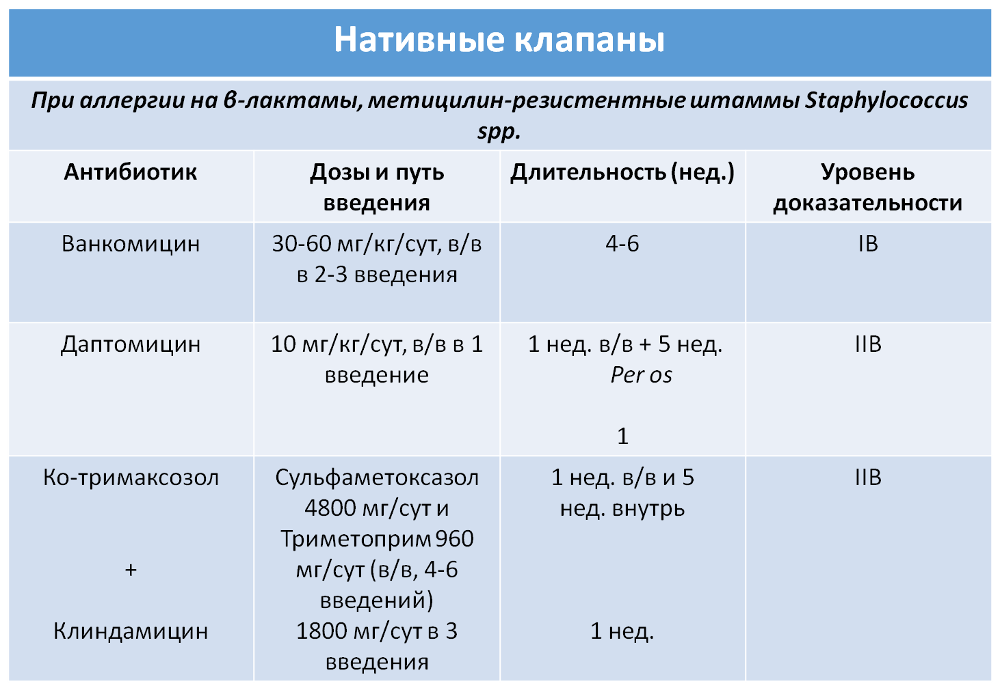 Нативные клапаны
При аллергии на β-лактамы, метицилин-резистентные штаммы Staphylococcus
spp.
Антибиотик
Дозы и путь
введения
Длительность (нед.)
Уровень
доказательности
Ванкомицин
30-60 мг/кг/сут, в/в
в 2-3 введения
4-6
IB
Даптомицин
10 мг/кг/сут, в/в в 1
введение
1 нед. в/в + 5 нед.
Per os
1
IIB
Ко-тримаксозол
+
Клиндамицин
Сульфаметоксазол
4800 мг/сут и
Триметоприм 960
мг/сут (в/в, 4-6
введений)
1800 мг/сут в 3
введения
1 нед. в/в и 5
нед. внутрь
1 нед.
IIB